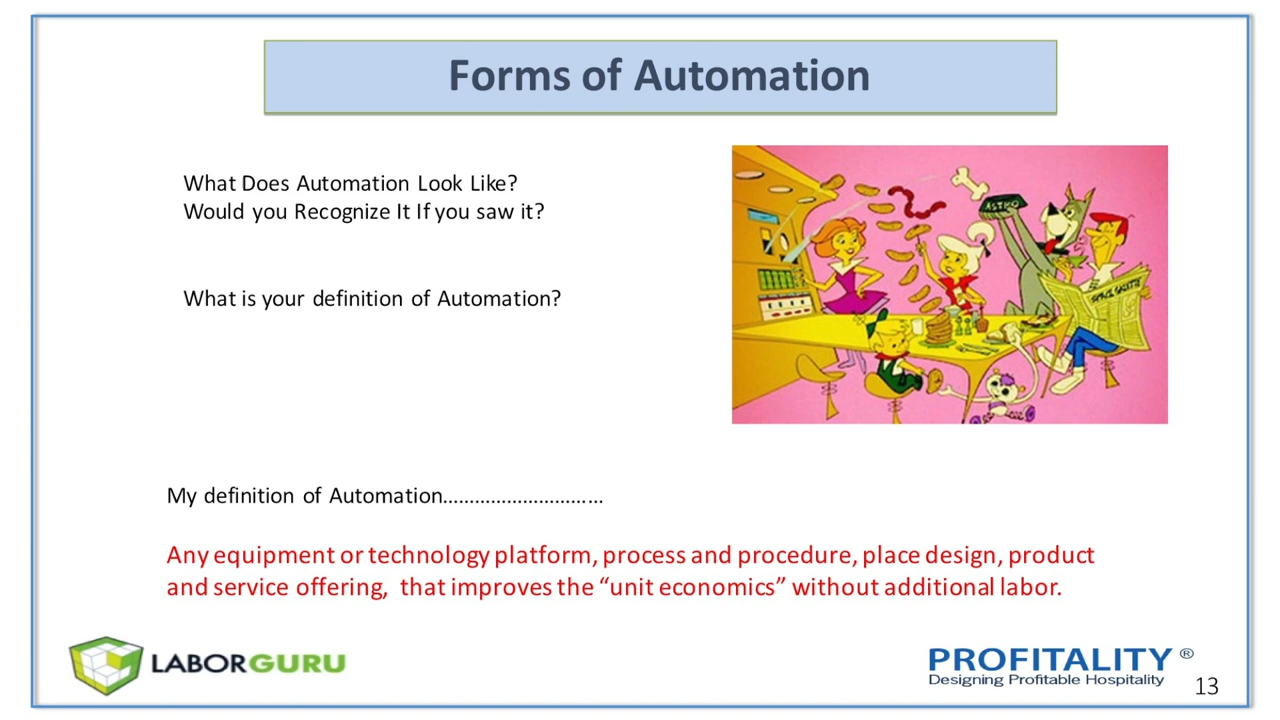 Forms of Automation
What Does Automation Look Like?
Would you Recognize It If you saw it?
What is your definition of Automation?
ASTRO
SPACE GAZETTE
My definition of Automation…………………………
Any equipment or technology platform, process and procedure, place design, product
and service offering,  that improves the “unit economics” without additional labor.
LABORGURU
PROFITALITY ®
Designing Profitable Hospitality
13